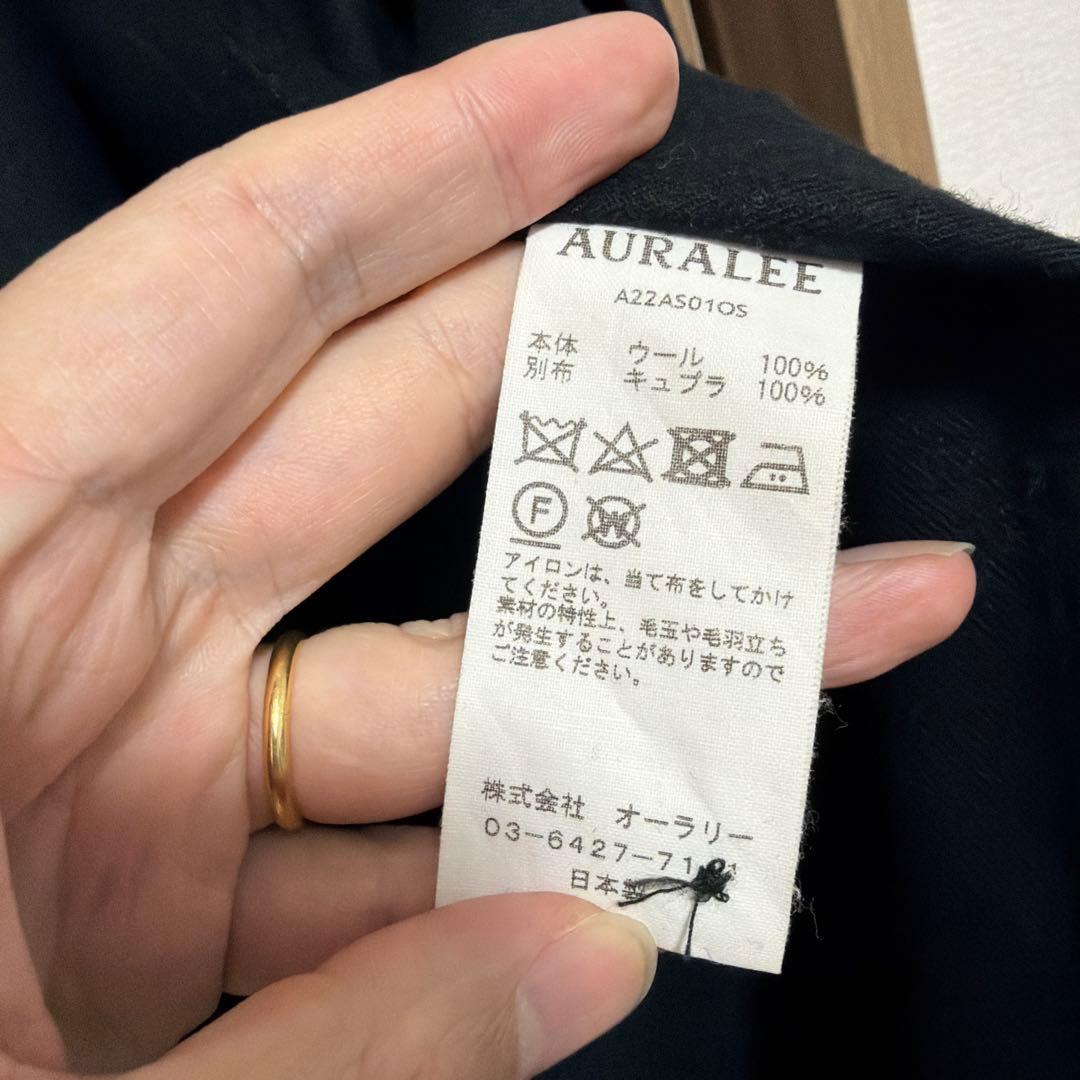 AURALEE
A22AS01OS
本体 ウール 100%
別布 キュプラ 100%
F W
アイロンは、当て布をしてかけ
てください。
素材の特性上、毛玉や毛羽立ち
が発生することがありますので
ご注意ください。
株式会社 オーラリー
日本製